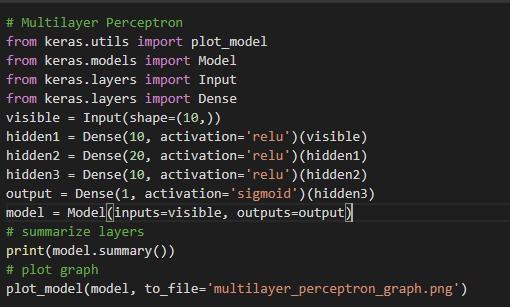 # Multilayer Perceptron
from keras.utils import plot_model
from keras.models import Model
from keras.layers import Input
from keras.layers import Dense
visible = Input(shape=(10,))
hidden1 = Dense(10, activation='relu')(visible)
hidden2 = Dense(20, activation='relu')(hidden1)
hidden3 = Dense(10, activation='relu')(hidden2)
output = Dense(1, activation='sigmoid')(hidden3)
model = Model(inputs=visible, outputs=output)
# summarize layers
print(model.summary())
# plot graph
plot_model(model, to_file='multilayer_perceptron_graph.png')